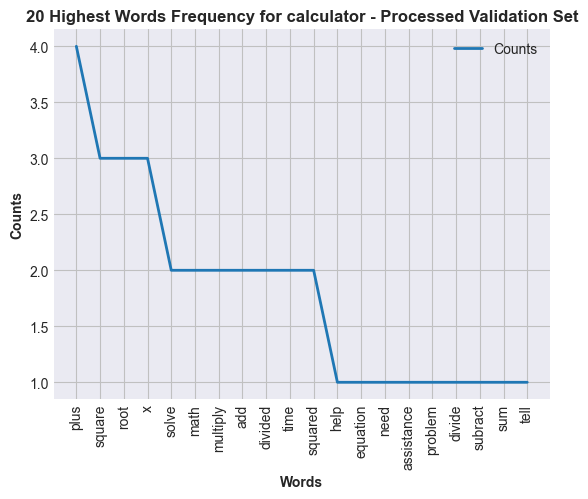 20 Highest Words Frequency for calculator - Processed Validation Set
Counts
4.0
3.5
3.0
2.5
2.0
1.5
1.0
Counts
plus
square
root
x
solve
math
multiply
add
divided
time
squared
help
equation
need
assistance
problem
divide
subract
sum
tell
Words